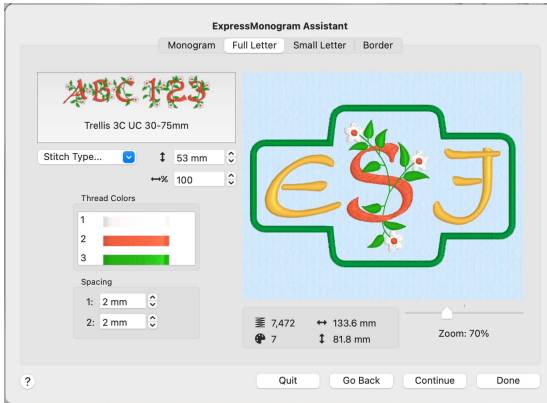 ExpressMonogram Assistant
Monogram Full Letter Small Letter Border
ABC 123
Trellis 3C UC 30-75mm
Stitch Type... 53 mm
% 100
Thread Colors
1
2
3
Spacing
1: 2 mm
2: 2 mm
E S J
7,472 133.6 mm
7 81.8 mm
Zoom: 70%
? Quit Go Back Continue Done